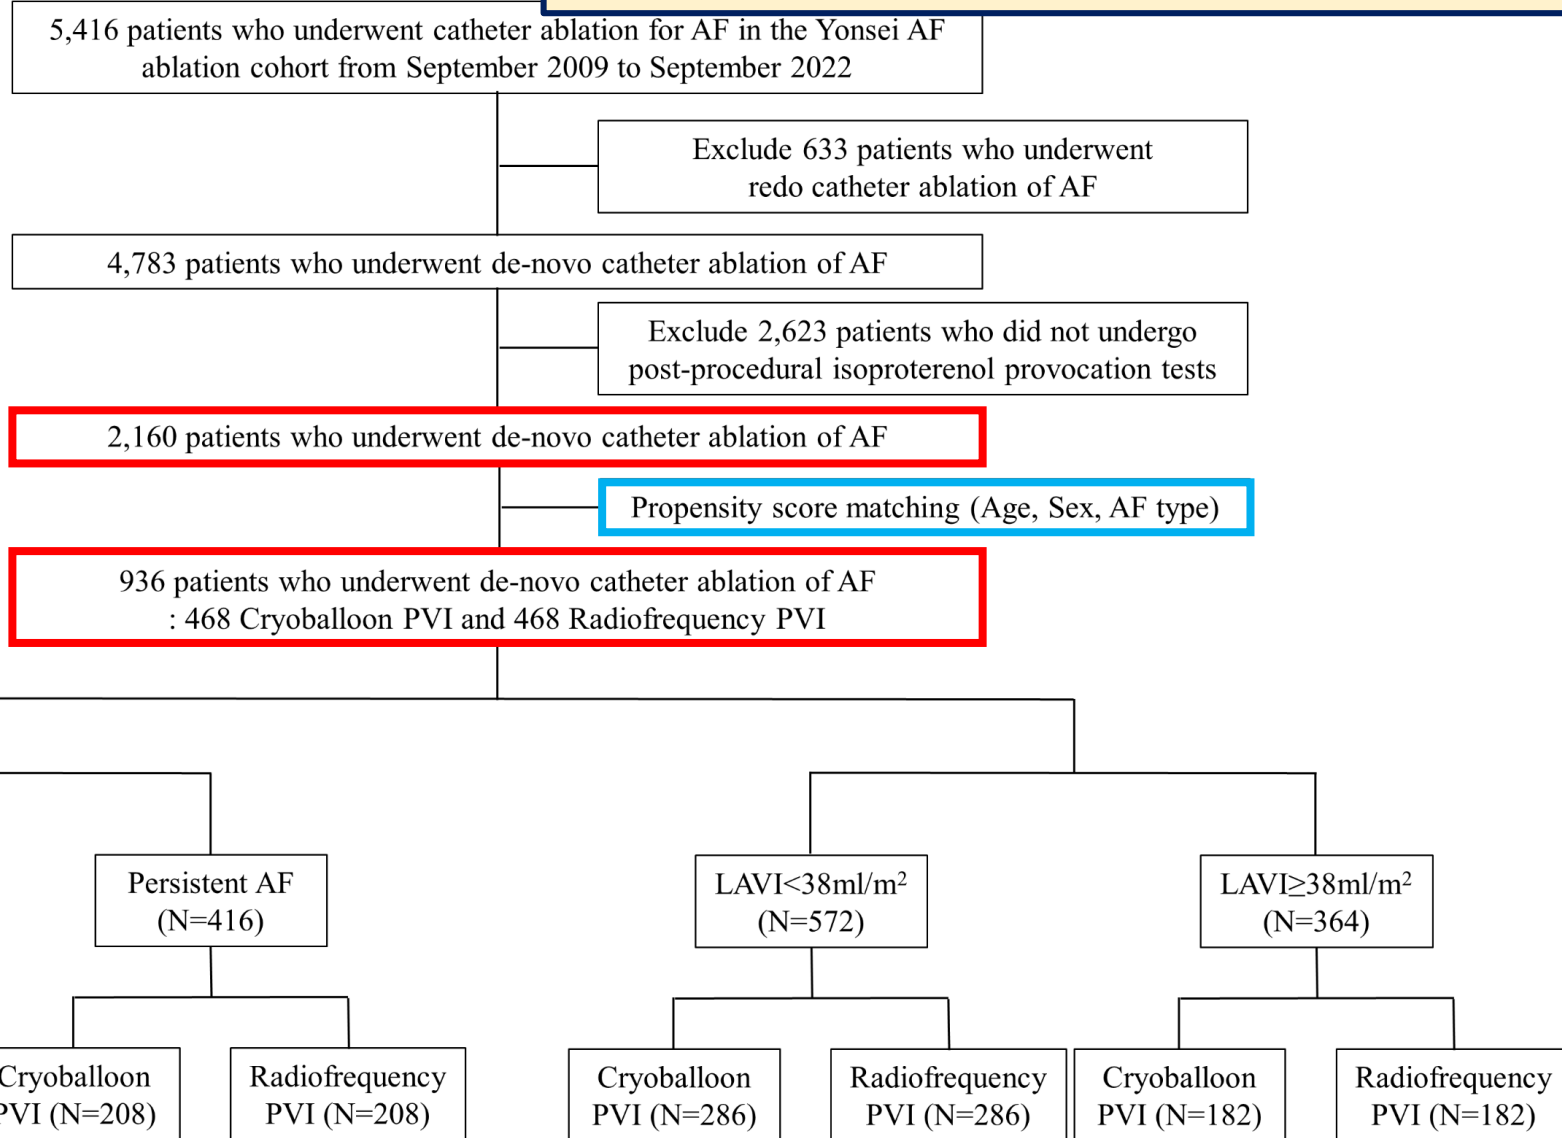 5,416 patients who underwent catheter ablation for AF in the Yonsei AF
ablation cohort from September 2009 to September 2022
Exclude 633 patients who underwent
redo catheter ablation of AF
4,783 patients who underwent de-novo catheter ablation of AF
Exclude 2,623 patients who did not undergo
post-procedural isoproterenol provocation tests
2,160 patients who underwent de-novo catheter ablation of AF
Propensity score matching (Age, Sex, AF type)
936 patients who underwent de-novo catheter ablation of AF
: 468 Cryoballoon PVI and 468 Radiofrequency PVI
Persistent AF
(N=416)
LAVI<38ml/m²
(N=572)
LAVI≥38ml/m²
(N=364)
Cryoballoon
PVI (N=208)
Radiofrequency
PVI (N=208)
Cryoballoon
PVI (N=286)
Radiofrequency
PVI (N=286)
Cryoballoon
PVI (N=182)
Radiofrequency
PVI (N=182)